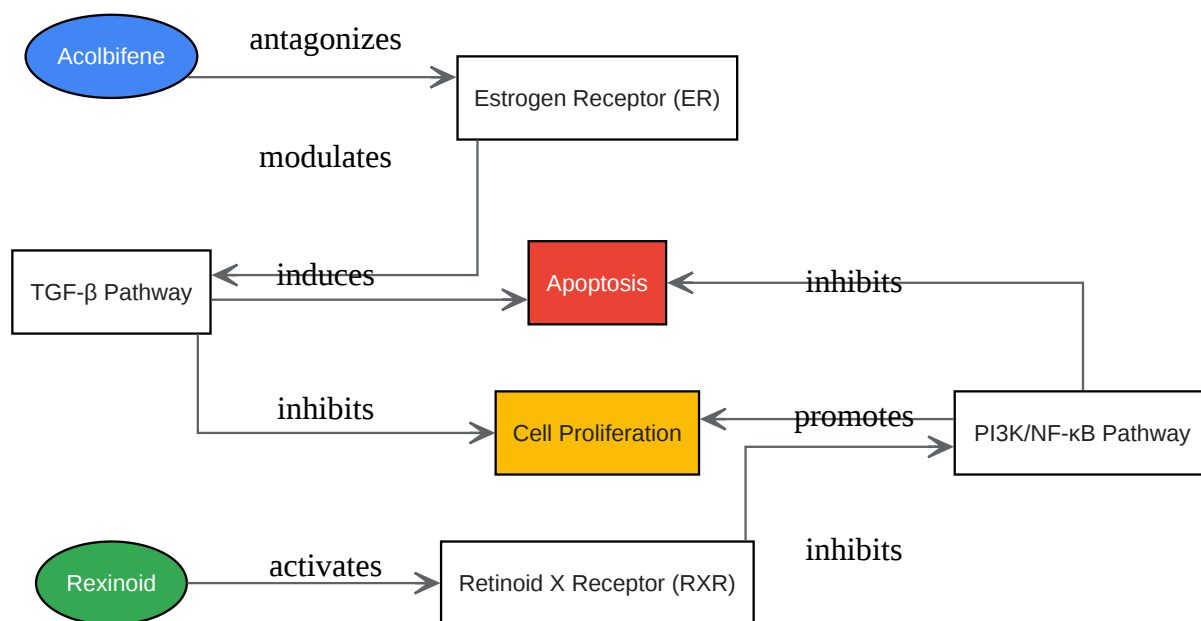 Acolbifene
antagonizes
Estrogen Receptor (ER)
modulates
TGF-β Pathway
induces
Apoptosis
inhibits
inhibits
Cell Proliferation
promotes
PI3K/NF-κB Pathway
Rexinoid
activates
Retinoid X Receptor (RXR)
inhibits